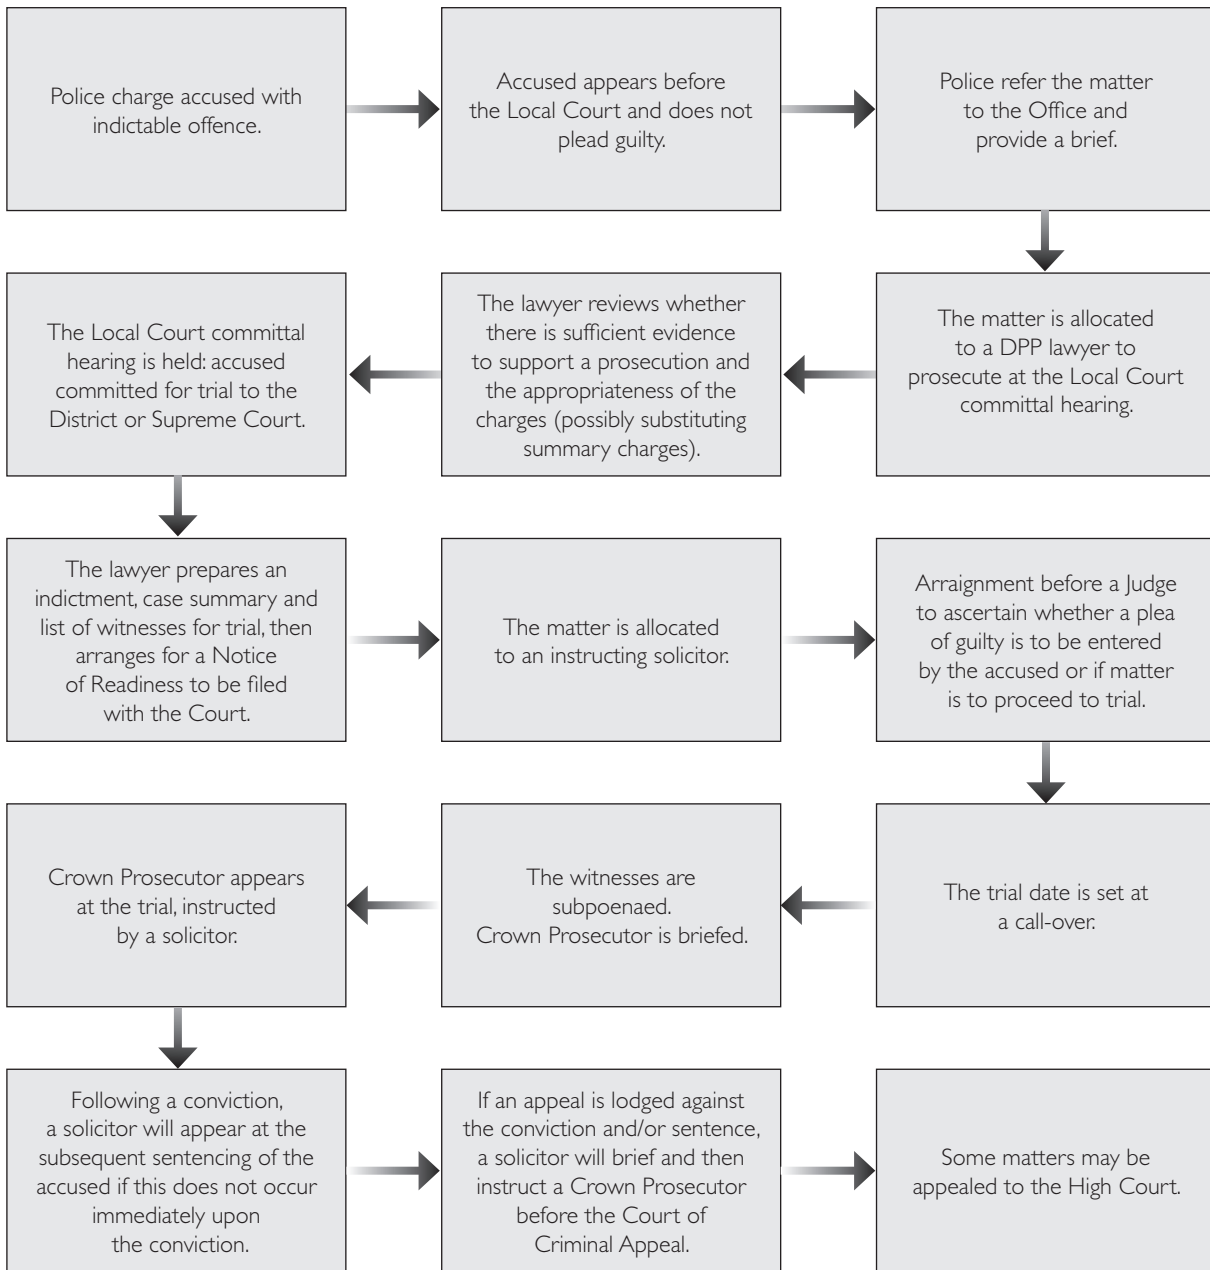 Police charge accused with
indictable offence.
Accused appears before
the Local Court and does not
plead guilty.
Police refer the matter
to the Office and
provide a brief.
The matter is allocated
to a DPP lawyer to
prosecute at the Local Court
committal hearing.
The lawyer reviews whether
there is sufficient evidence
to support a prosecution and
the appropriateness of the
charges (possibly substituting
summary charges).
The Local Court committal
hearing is held: accused
committed for trial to the
District or Supreme Court.
The lawyer prepares an
indictment, case summary and
list of witnesses for trial, then
arranges for a Notice
of Readiness to be filed
with the Court.
The matter is allocated
to an instructing solicitor.
Arraignment before a Judge
to ascertain whether a plea
of guilty is to be entered
by the accused or if matter
is to proceed to trial.
The trial date is set at
a call-over.
The witnesses are
subpoenaed.
Crown Prosecutor is briefed.
Crown Prosecutor appears
at the trial, instructed
by a solicitor.
Following a conviction,
a solicitor will appear at the
subsequent sentencing of the
accused if this does not occur
immediately upon
the conviction.
If an appeal is lodged against
the conviction and/or sentence,
a solicitor will brief and then
instruct a Crown Prosecutor
before the Court of
Criminal Appeal.
Some matters may be
appealed to the High Court.